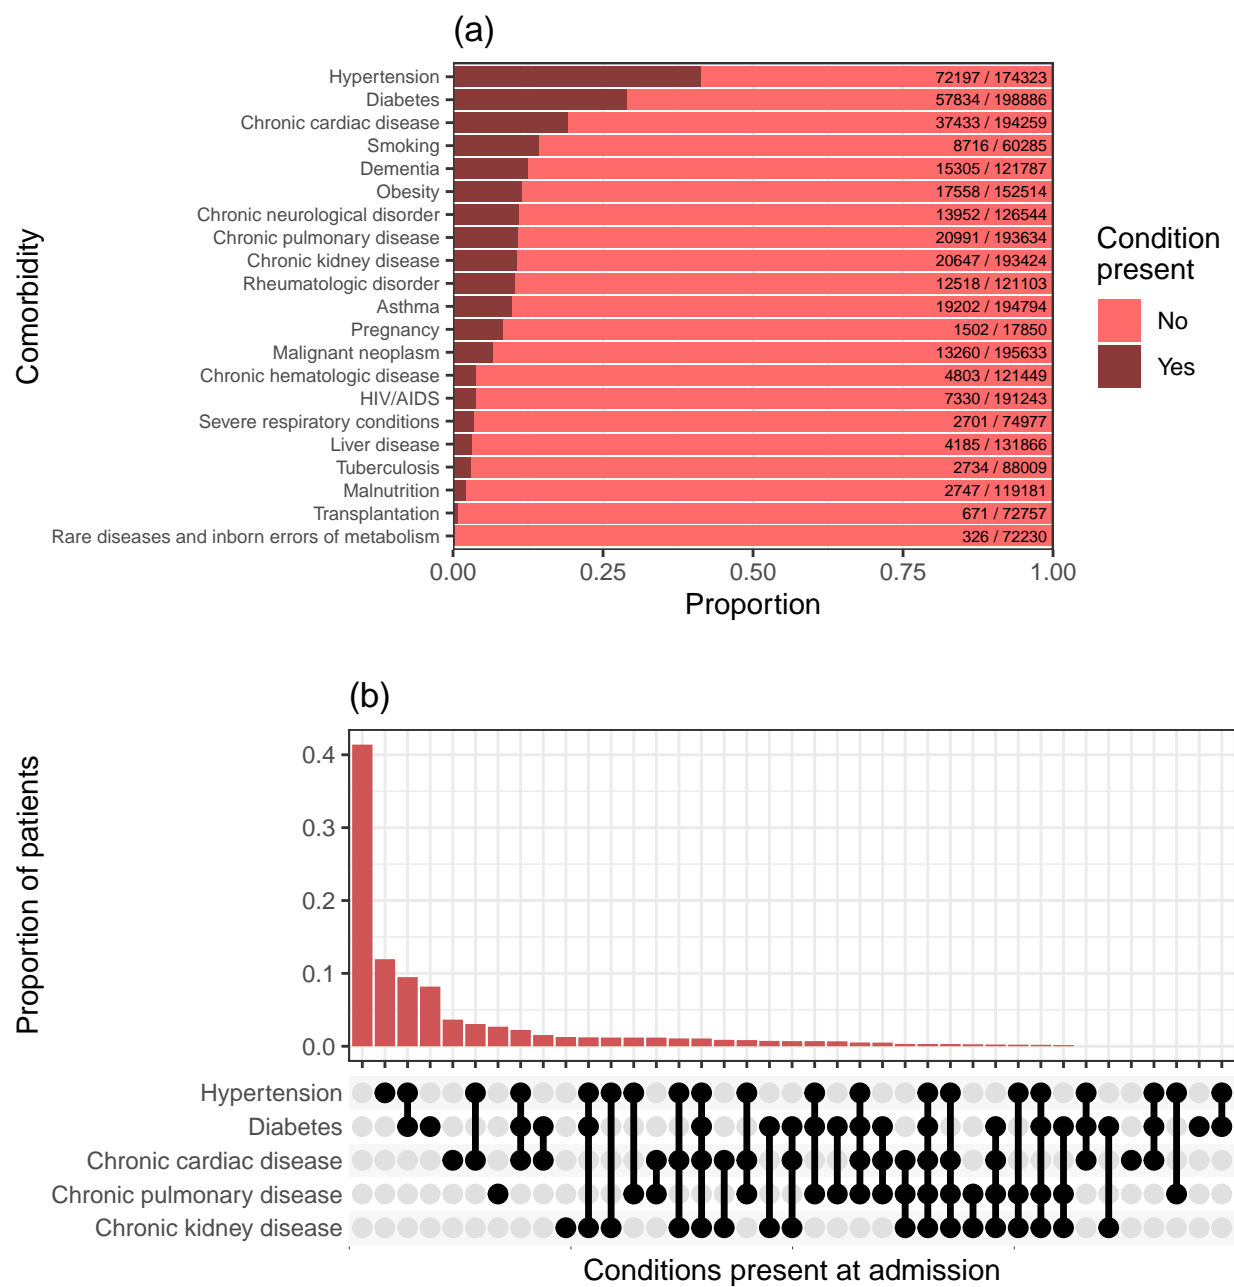 (a)
Comorbidity
Hypertension 72197 / 174323
Diabetes 57834 / 198886
Chronic cardiac disease 37433 / 194259
Smoking 8716 / 60285
Dementia 15305 / 121787
Obesity 17558 / 152514
Chronic neurological disorder 13952 / 126544
Chronic pulmonary disease 20991 / 193634
Chronic kidney disease 20647 / 193424
Rheumatologic disorder 12518 / 121103
Asthma 19202 / 194794
Pregnancy 1502 / 17850
Malignant neoplasm 13260 / 195633
Chronic hematologic disease 4803 / 121449
HIV/AIDS 7330 / 191243
Severe respiratory conditions 2701 / 74977
Liver disease 4185 / 131866
Tuberculosis 2734 / 88009
Malnutrition 2747 / 119181
Transplantation 671 / 72757
Rare diseases and inborn errors of metabolism 326 / 72230
0.00 0.25 0.50 0.75 1.00
Proportion
Condition
present
No
Yes
(b)
Proportion of patients
0.4
0.3
0.2
0.1
0.0
Hypertension
Diabetes
Chronic cardiac disease
Chronic pulmonary disease
Chronic kidney disease
Conditions present at admission